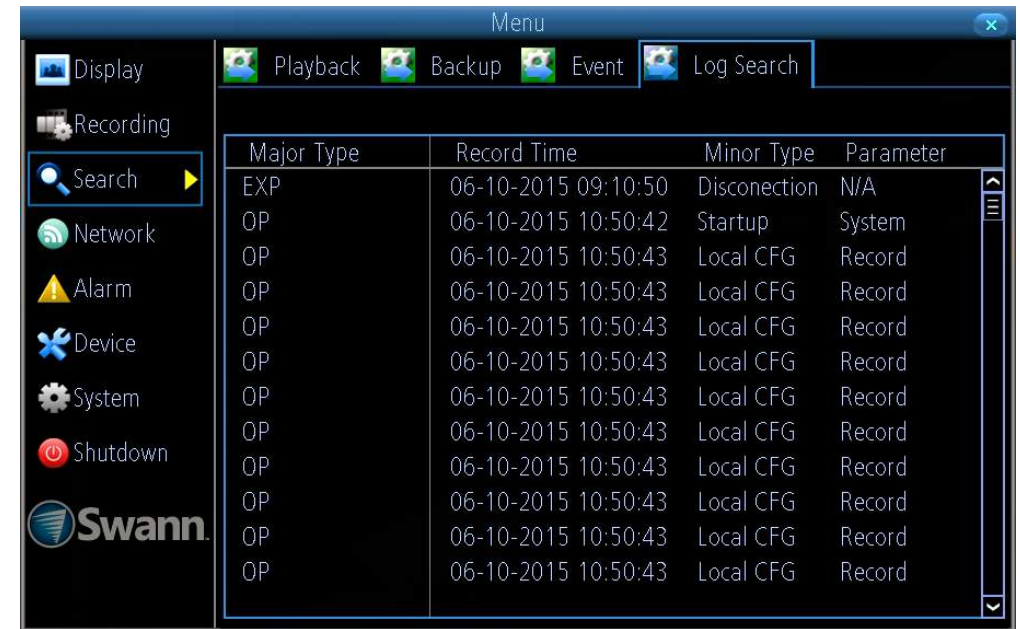 Menu
Display
Recording
Search
Network
Alarm
Device
System
Shutdown
Swann
Playback Backup Event Log Search
Major Type Record Time Minor Type Parameter
EXP 06-10-2015 09:10:50 Disconection N/A
OP 06-10-2015 10:50:42 Startup System
OP 06-10-2015 10:50:43 Local CFG Record
OP 06-10-2015 10:50:43 Local CFG Record
OP 06-10-2015 10:50:43 Local CFG Record
OP 06-10-2015 10:50:43 Local CFG Record
OP 06-10-2015 10:50:43 Local CFG Record
OP 06-10-2015 10:50:43 Local CFG Record
OP 06-10-2015 10:50:43 Local CFG Record
OP 06-10-2015 10:50:43 Local CFG Record
OP 06-10-2015 10:50:43 Local CFG Record
OP 06-10-2015 10:50:43 Local CFG Record